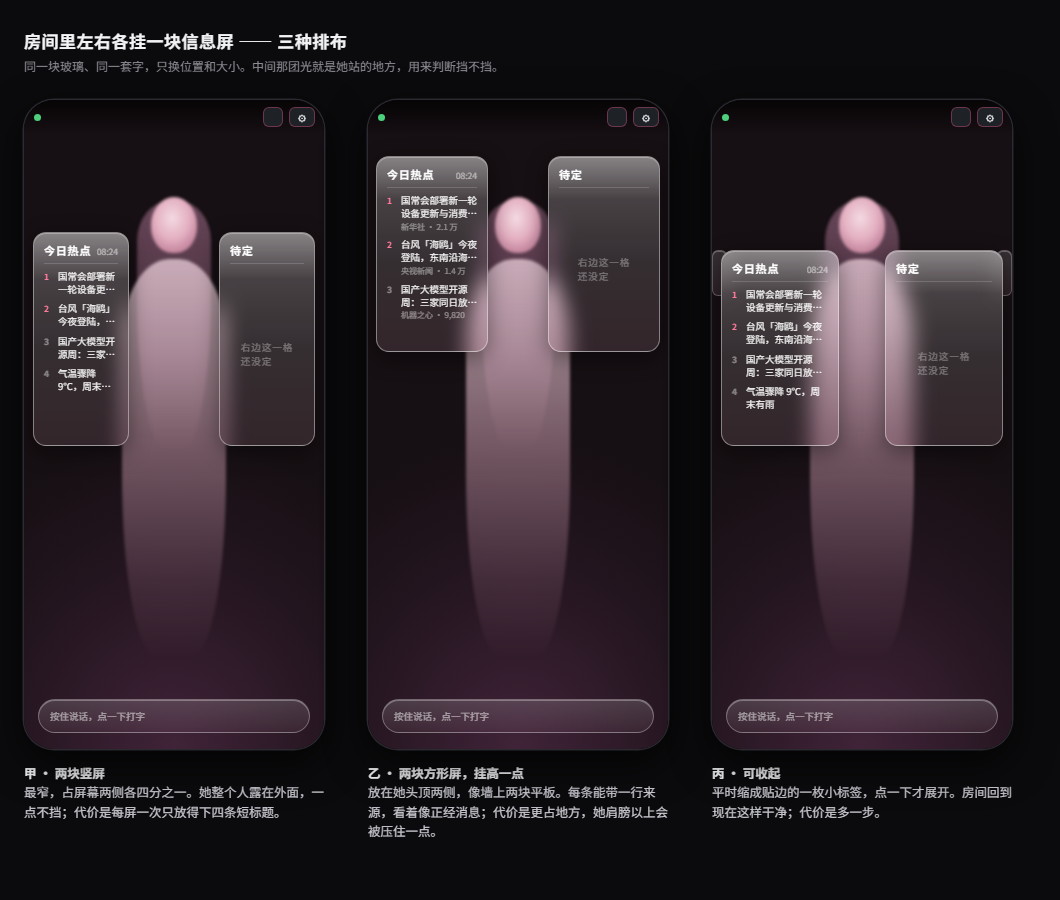 房间里左右各挂一块信息屏 —— 三种排布
同一块玻璃、同一套字，只换位置和大小。中间那团光就是她站的地方，用来判断挡不挡。
⚙
今日热点 08:24
1 国常会部署新
一轮设备更…
2 台风「海鸥」
今夜登陆，…
3 国产大模型开
源周：三家…
4 气温骤降
9℃，周末…
待定
右边这一格
还没定
按住说话，点一下打字
⚙
今日热点 08:24
1 国常会部署新一轮
设备更新与消费…
新华社 · 2.1 万
2 台风「海鸥」今夜
登陆，东南沿海…
央视新闻 · 1.4 万
3 国产大模型开源
周：三家同日放…
机器之心 · 9,820
待定
右边这一格
还没定
按住说话，点一下打字
⚙
今日热点 08:24
1 国常会部署新一轮
设备更新与消费…
2 台风「海鸥」今夜
登陆，东南沿海…
3 国产大模型开源
周：三家同日放…
4 气温骤降 9℃，周
末有雨
待定
右边这一格
还没定
按住说话，点一下打字
甲 · 两块竖屏
最窄，占屏幕两侧各四分之一。她整个人露在外面，一
点不挡；代价是每屏一次只放得下四条短标题。
乙 · 两块方形屏，挂高一点
放在她头顶两侧，像墙上两块平板。每条能带一行来
源，看着像正经消息；代价是更占地方，她肩膀以上会
被压住一点。
丙 · 可收起
平时缩成贴边的一枚小标签，点一下才展开。房间回到
现在这样干净；代价是多一步。